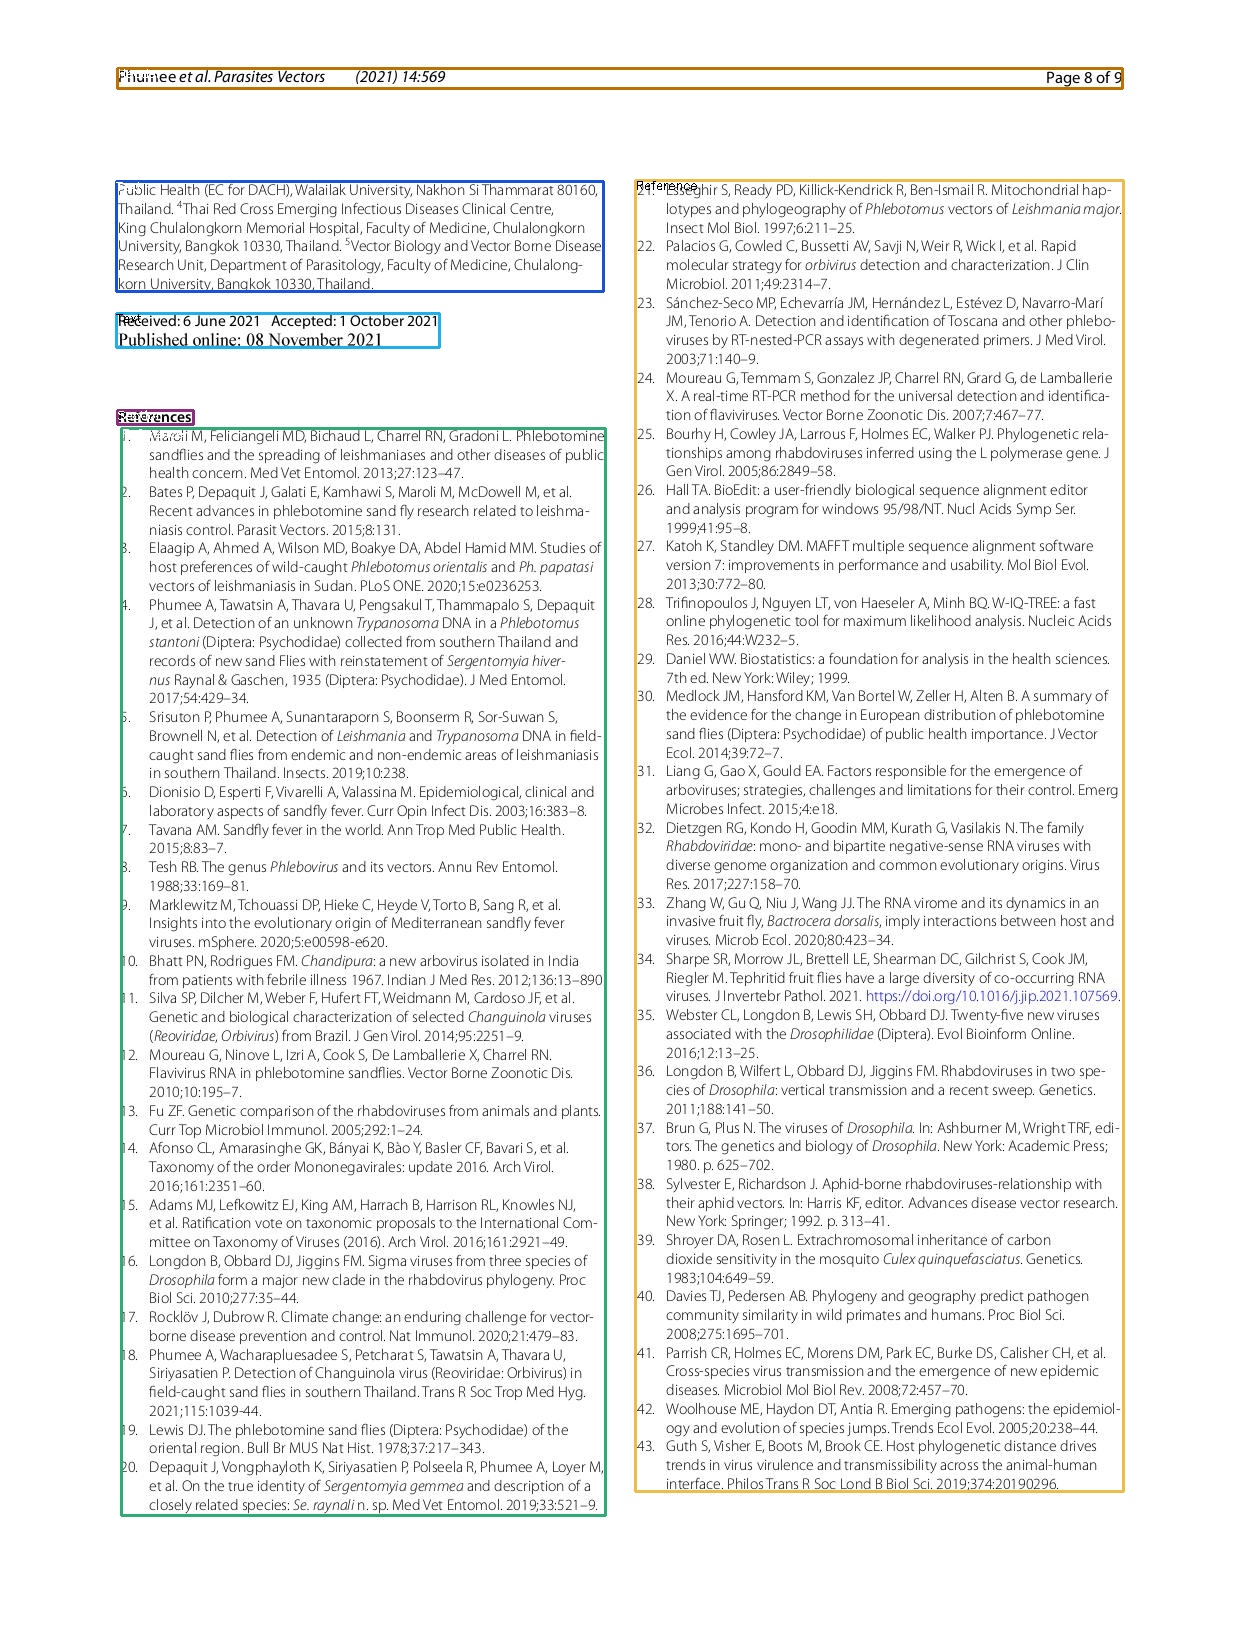 Phumee et al. Parasites Vectors (2021) 14:569 Page 8 of 9
Public Health (EC for DACH), Walailak University, Nakhon Si Thammarat 80160,
Thailand. ⁴Thai Red Cross Emerging Infectious Diseases Clinical Centre,
King Chulalongkorn Memorial Hospital, Faculty of Medicine, Chulalongkorn
University, Bangkok 10330, Thailand. ⁵Vector Biology and Vector Borne Disease
Research Unit, Department of Parasitology, Faculty of Medicine, Chulalong-
korn University, Bangkok 10330, Thailand.
Text
Received: 6 June 2021 Accepted: 1 October 2021
Published online: 08 November 2021
References
1. Maroli M, Feliciangeli MD, Bichaud L, Charrel RN, Gradoni L. Phlebotomine
sandflies and the spreading of leishmaniases and other diseases of public
health concern. Med Vet Entomol. 2013;27:123–47.
2. Bates P, Depaquit J, Galati E, Kamhawi S, Maroli M, McDowell M, et al.
Recent advances in phlebotomine sand fly research related to leishma-
niasis control. Parasit Vectors. 2015;8:131.
3. Elaagip A, Ahmed A, Wilson MD, Boakye DA, Abdel Hamid MM. Studies of
host preferences of wild-caught Phlebotomus orientalis and Ph. papatasi
vectors of leishmaniasis in Sudan. PLoS ONE. 2020;15:e0236253.
4. Phumee A, Tawatsin A, Thavara U, Pengsakul T, Thammapalo S, Depaquit
J, et al. Detection of an unknown Trypanosoma DNA in a Phlebotomus
stantoni (Diptera: Psychodidae) collected from southern Thailand and
records of new sand Flies with reinstatement of Sergentomyia hiver-
nus Raynal & Gaschen, 1935 (Diptera: Psychodidae). J Med Entomol.
2017;54:429–34.
5. Srisuton P, Phumee A, Sunantaraporn S, Boonserm R, Sor-Suwan S,
Brownell N, et al. Detection of Leishmania and Trypanosoma DNA in field-
caught sand flies from endemic and non-endemic areas of leishmaniasis
in southern Thailand. Insects. 2019;10:238.
6. Dionisio D, Esperti F, Vivarelli A, Valassina M. Epidemiological, clinical and
laboratory aspects of sandfly fever. Curr Opin Infect Dis. 2003;16:383–8.
7. Tavana AM. Sandfly fever in the world. Ann Trop Med Public Health.
2015;8:83–7.
8. Tesh RB. The genus Phlebovirus and its vectors. Annu Rev Entomol.
1988;33:169–81.
9. Marklewitz M, Tchouassi DP, Hieke C, Heyde V, Torto B, Sang R, et al.
Insights into the evolutionary origin of Mediterranean sandfly fever
viruses. mSphere. 2020;5:e00598-e620.
10. Bhatt PN, Rodrigues FM. Chandipura: a new arbovirus isolated in India
from patients with febrile illness 1967. Indian J Med Res. 2012;136:13–890
11. Silva SP, Dilcher M, Weber F, Hufert FT, Weidmann M, Cardoso JF, et al.
Genetic and biological characterization of selected Changuinola viruses
(Reoviridae, Orbivirus) from Brazil. J Gen Virol. 2014;95:2251–9.
12. Moureau G, Ninove L, Izri A, Cook S, De Lamballerie X, Charrel RN.
Flavivirus RNA in phlebotomine sandflies. Vector Borne Zoonotic Dis.
2010;10:195–7.
13. Fu ZF. Genetic comparison of the rhabdoviruses from animals and plants.
Curr Top Microbiol Immunol. 2005;292:1–24.
14. Afonso CL, Amarasinghe GK, Bányai K, Bào Y, Basler CF, Bavari S, et al.
Taxonomy of the order Mononegavirales: update 2016. Arch Virol.
2016;161:2351–60.
15. Adams MJ, Lefkowitz EJ, King AM, Harrach B, Harrison RL, Knowles NJ,
et al. Ratification vote on taxonomic proposals to the International Com-
mittee on Taxonomy of Viruses (2016). Arch Virol. 2016;161:2921–49.
16. Longdon B, Obbard DJ, Jiggins FM. Sigma viruses from three species of
Drosophila form a major new clade in the rhabdovirus phylogeny. Proc
Biol Sci. 2010;277:35–44.
17. Rocklöv J, Dubrow R. Climate change: an enduring challenge for vector-
borne disease prevention and control. Nat Immunol. 2020;21:479–83.
18. Phumee A, Wacharapluesadee S, Petcharat S, Tawatsin A, Thavara U,
Siriyasatien P. Detection of Changuinola virus (Reoviridae: Orbivirus) in
field-caught sand flies in southern Thailand. Trans R Soc Trop Med Hyg.
2021;115:1039-44.
19. Lewis DJ. The phlebotomine sand flies (Diptera: Psychodidae) of the
oriental region. Bull Br MUS Nat Hist. 1978;37:217–343.
20. Depaquit J, Vongphayloth K, Siriyasatien P, Polseela R, Phumee A, Loyer M,
et al. On the true identity of Sergentomyia gemmea and description of a
closely related species: Se. raynali n. sp. Med Vet Entomol. 2019;33:521–9.
Reference
21. Esseghir S, Ready PD, Killick-Kendrick R, Ben-Ismail R. Mitochondrial hap-
lotypes and phylogeography of Phlebotomus vectors of Leishmania major.
Insect Mol Biol. 1997;6:211–25.
22. Palacios G, Cowled C, Bussetti AV, Savji N, Weir R, Wick I, et al. Rapid
molecular strategy for orbivirus detection and characterization. J Clin
Microbiol. 2011;49:2314–7.
23. Sánchez-Seco MP, Echevarría JM, Hernández L, Estévez D, Navarro-Marí
JM, Tenorio A. Detection and identification of Toscana and other phlebo-
viruses by RT-nested-PCR assays with degenerated primers. J Med Virol.
2003;71:140–9.
24. Moureau G, Temmam S, Gonzalez JP, Charrel RN, Grard G, de Lamballerie
X. A real-time RT-PCR method for the universal detection and identifica-
tion of flaviviruses. Vector Borne Zoonotic Dis. 2007;7:467–77.
25. Bourhy H, Cowley JA, Larrous F, Holmes EC, Walker PJ. Phylogenetic rela-
tionships among rhabdoviruses inferred using the L polymerase gene. J
Gen Virol. 2005;86:2849–58.
26. Hall TA. BioEdit: a user-friendly biological sequence alignment editor
and analysis program for windows 95/98/NT. Nucl Acids Symp Ser.
1999;41:95–8.
27. Katoh K, Standley DM. MAFFT multiple sequence alignment software
version 7: improvements in performance and usability. Mol Biol Evol.
2013;30:772–80.
28. Trifinopoulos J, Nguyen LT, von Haeseler A, Minh BQ. W-IQ-TREE: a fast
online phylogenetic tool for maximum likelihood analysis. Nucleic Acids
Res. 2016;44:W232–5.
29. Daniel WW. Biostatistics: a foundation for analysis in the health sciences.
7th ed. New York: Wiley; 1999.
30. Medlock JM, Hansford KM, Van Bortel W, Zeller H, Alten B. A summary of
the evidence for the change in European distribution of phlebotomine
sand flies (Diptera: Psychodidae) of public health importance. J Vector
Ecol. 2014;39:72–7.
31. Liang G, Gao X, Gould EA. Factors responsible for the emergence of
arboviruses; strategies, challenges and limitations for their control. Emerg
Microbes Infect. 2015;4:e18.
32. Dietzgen RG, Kondo H, Goodin MM, Kurath G, Vasilakis N. The family
Rhabdoviridae: mono- and bipartite negative-sense RNA viruses with
diverse genome organization and common evolutionary origins. Virus
Res. 2017;227:158–70.
33. Zhang W, Gu Q, Niu J, Wang JJ. The RNA virome and its dynamics in an
invasive fruit fly, Bactrocera dorsalis, imply interactions between host and
viruses. Microb Ecol. 2020;80:423–34.
34. Sharpe SR, Morrow JL, Brettell LE, Shearman DC, Gilchrist S, Cook JM,
Riegler M. Tephritid fruit flies have a large diversity of co-occurring RNA
viruses. J Invertebr Pathol. 2021. https://doi.org/10.1016/j.jip.2021.107569.
35. Webster CL, Longdon B, Lewis SH, Obbard DJ. Twenty-five new viruses
associated with the Drosophilidae (Diptera). Evol Bioinform Online.
2016;12:13–25.
36. Longdon B, Wilfert L, Obbard DJ, Jiggins FM. Rhabdoviruses in two spe-
cies of Drosophila: vertical transmission and a recent sweep. Genetics.
2011;188:141–50.
37. Brun G, Plus N. The viruses of Drosophila. In: Ashburner M, Wright TRF, edi-
tors. The genetics and biology of Drosophila. New York: Academic Press;
1980. p. 625–702.
38. Sylvester E, Richardson J. Aphid-borne rhabdoviruses-relationship with
their aphid vectors. In: Harris KF, editor. Advances disease vector research.
New York: Springer; 1992. p. 313–41.
39. Shroyer DA, Rosen L. Extrachromosomal inheritance of carbon
dioxide sensitivity in the mosquito Culex quinquefasciatus. Genetics.
1983;104:649–59.
40. Davies TJ, Pedersen AB. Phylogeny and geography predict pathogen
community similarity in wild primates and humans. Proc Biol Sci.
2008;275:1695–701.
41. Parrish CR, Holmes EC, Morens DM, Park EC, Burke DS, Calisher CH, et al.
Cross-species virus transmission and the emergence of new epidemic
diseases. Microbiol Mol Biol Rev. 2008;72:457–70.
42. Woolhouse ME, Haydon DT, Antia R. Emerging pathogens: the epidemiol-
ogy and evolution of species jumps. Trends Ecol Evol. 2005;20:238–44.
43. Guth S, Visher E, Boots M, Brook CE. Host phylogenetic distance drives
trends in virus virulence and transmissibility across the animal-human
interface. Philos Trans R Soc Lond B Biol Sci. 2019;374:20190296.